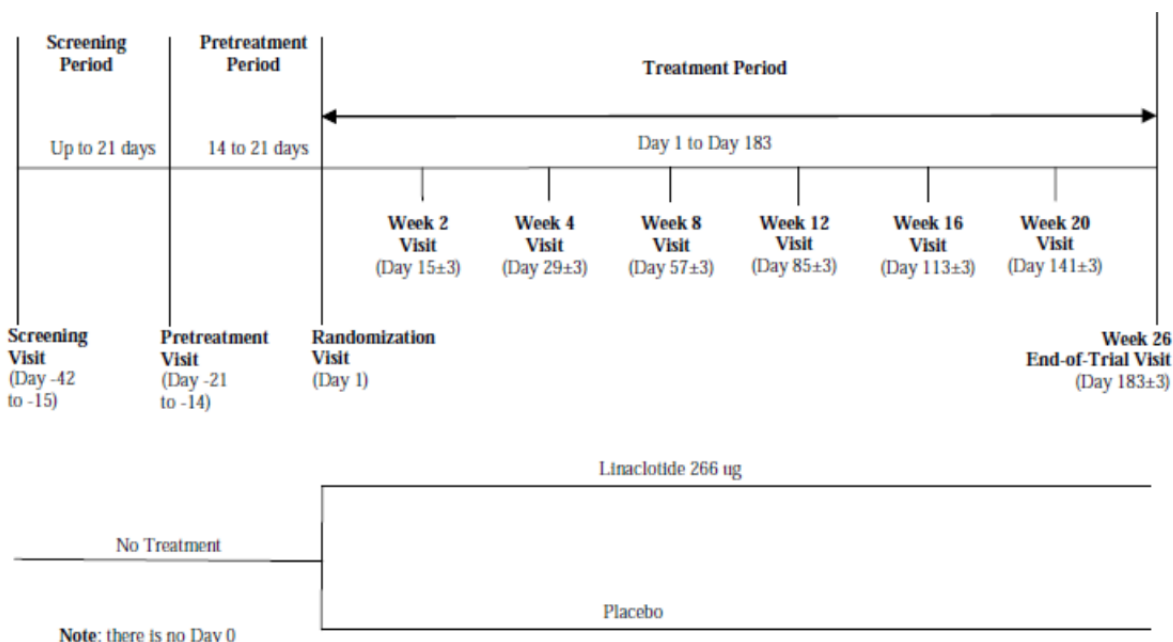 Screening
Period
Pretreatment
Period
Treatment Period
Up to 21 days
14 to 21 days
Day 1 to Day 183
Week 2
Visit
(Day 15±3)
Week 4
Visit
(Day 29±3)
Week 8
Visit
(Day 57±3)
Week 12
Visit
(Day 85±3)
Week 16
Visit
(Day 113±3)
Week 20
Visit
(Day 141±3)
Screening
Visit
(Day -42
to -15)
Pretreatment
Visit
(Day -21
to -14)
Randomization
Visit
(Day 1)
Week 26
End-of-Trial Visit
(Day 183±3)
Linaclotide 266 ug
No Treatment
Placebo
Note: there is no Day 0